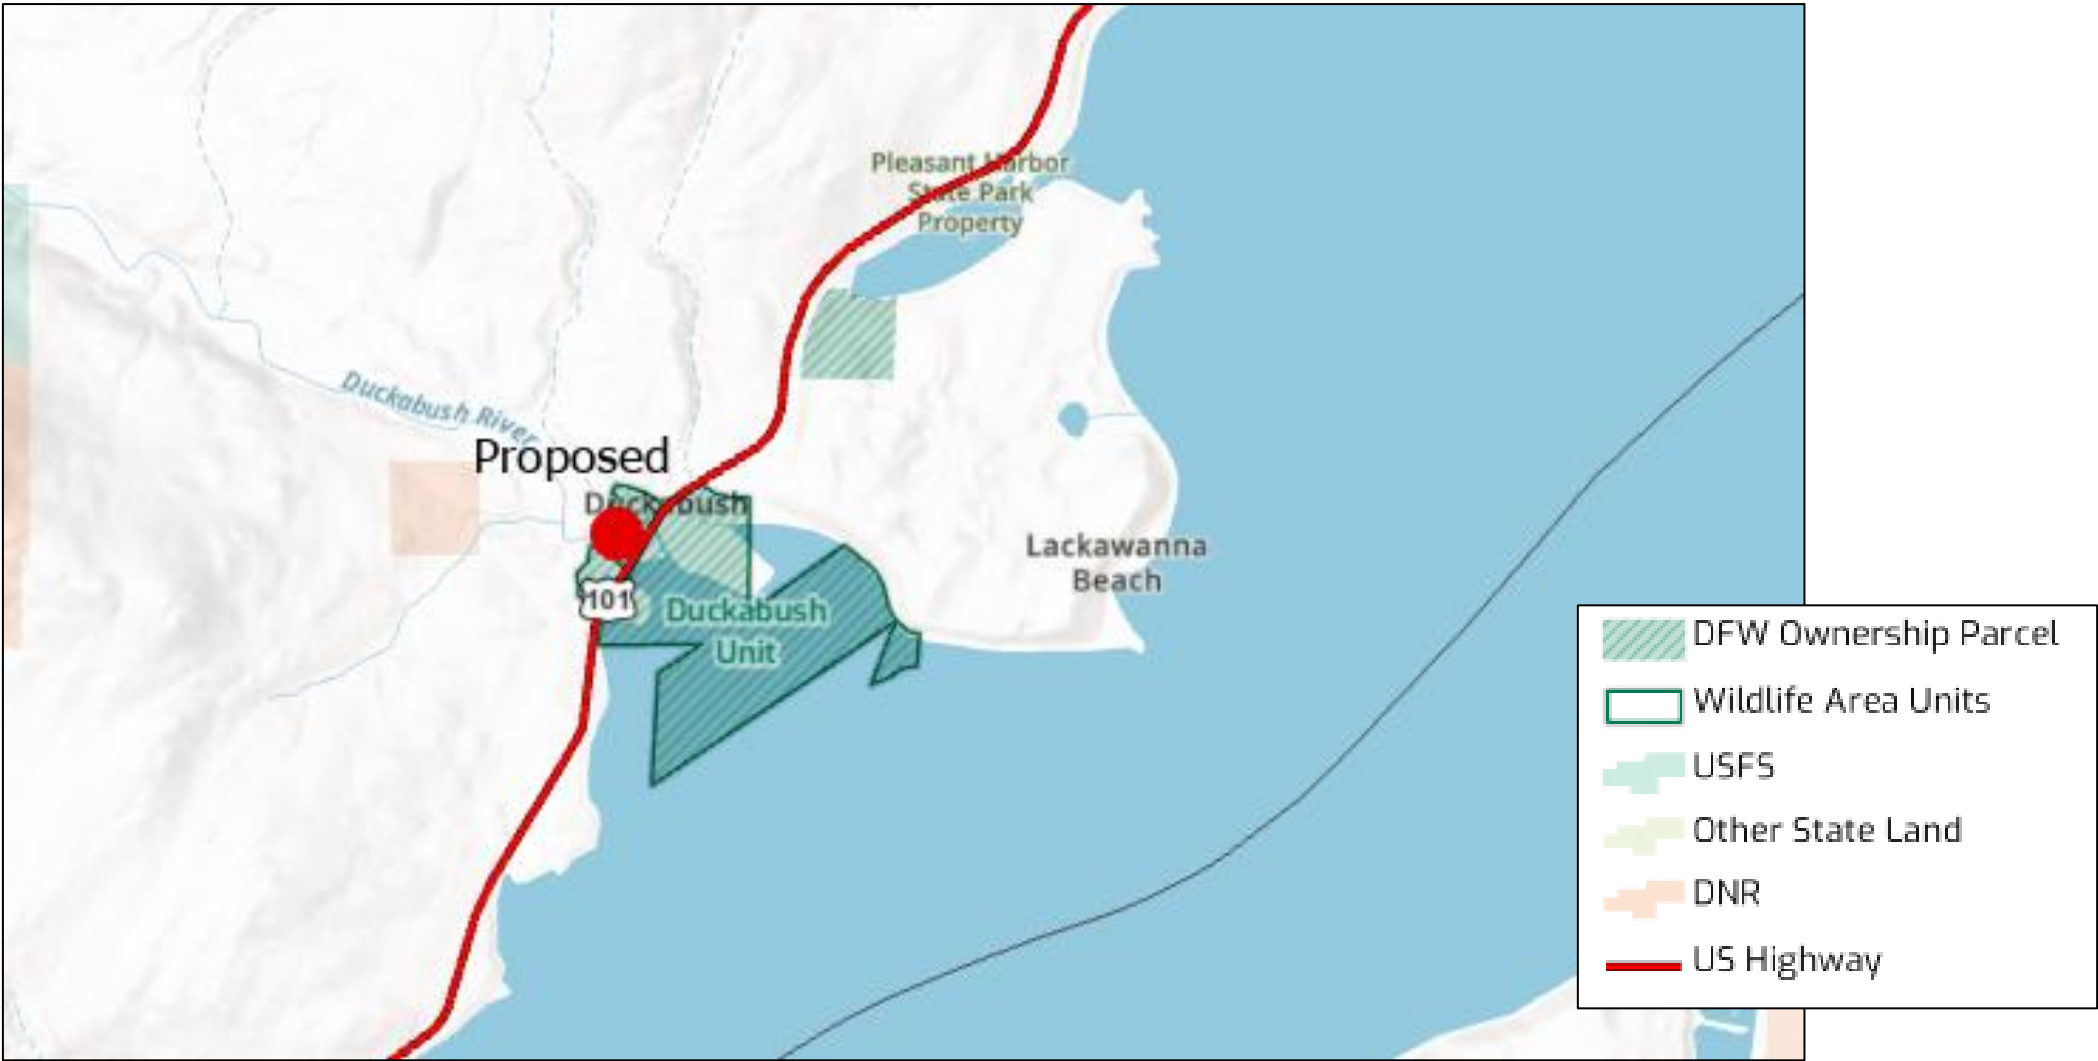 Pleasant Harbor
State Park
Property
Duckabush River
Proposed
Duckabush
101
Duckabush
Unit
Lackawanna
Beach
DFW Ownership Parcel
Wildlife Area Units
USFS
Other State Land
DNR
US Highway